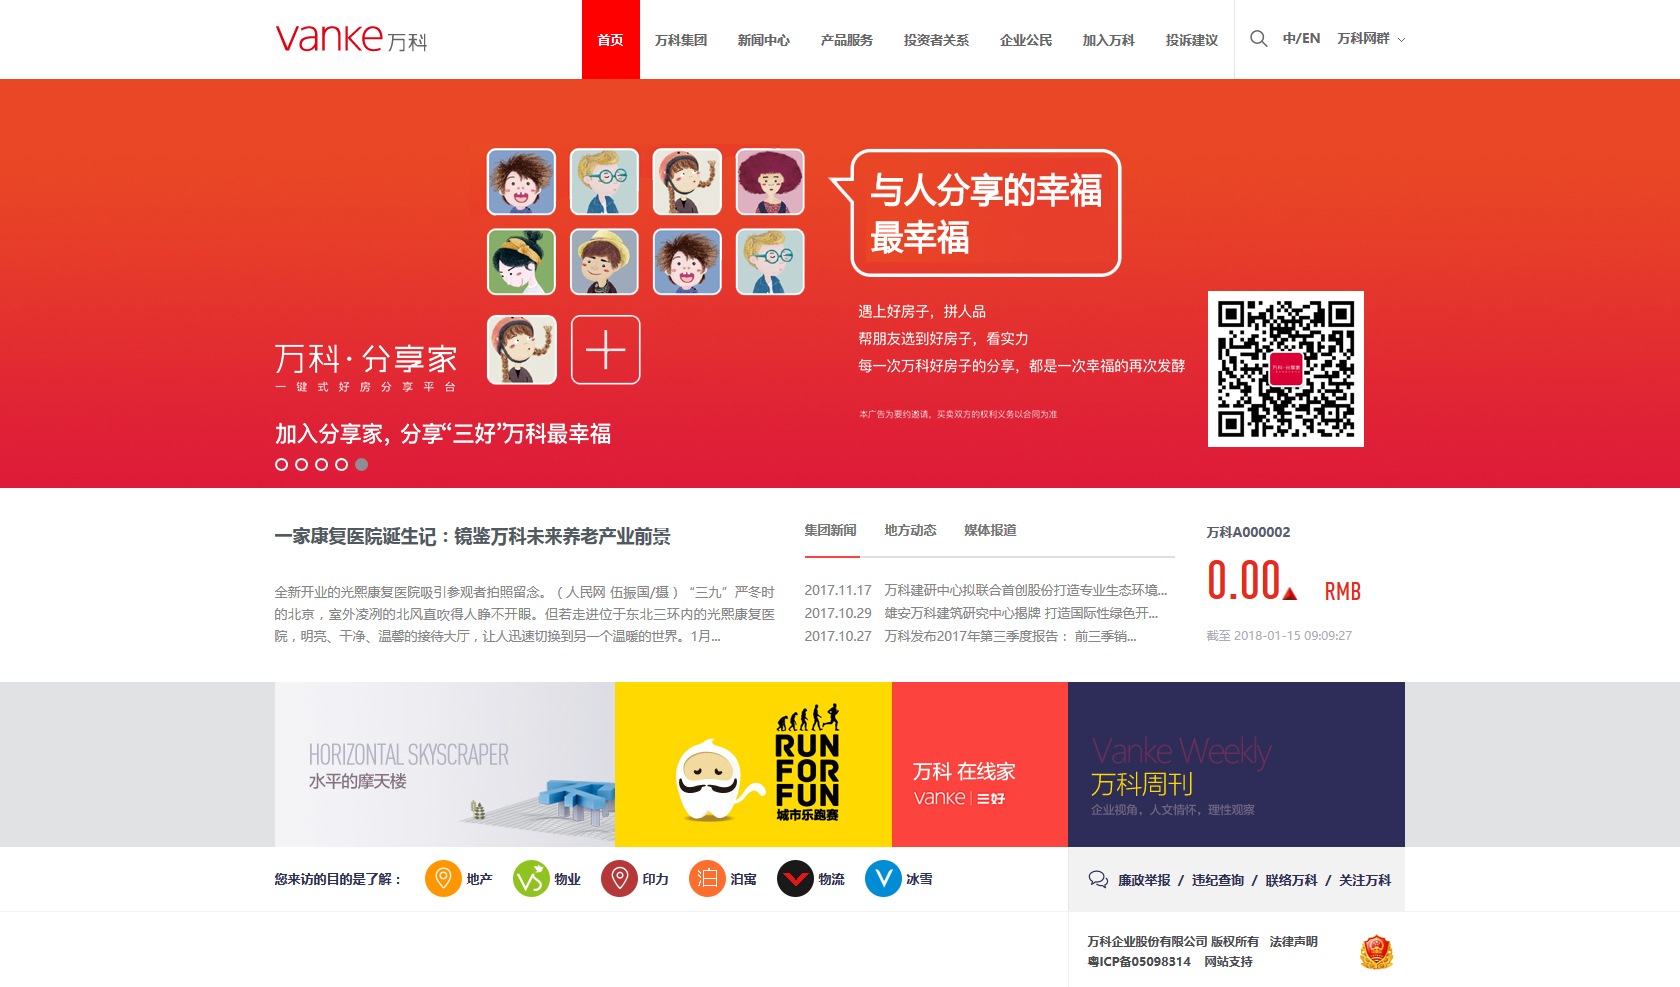 vanke 万科
首页
万科集团
新闻中心
产品服务
投资者关系
企业公民
加入万科
投诉建议
中/EN
万科网群
与人分享的幸福
最幸福
遇上好房子，拼人品
帮朋友选到好房子，看实力
每一次万科好房子的分享，都是一次幸福的再次发酵
本广告为要约邀请，买卖双方的权利义务以合同为准
万科·分享家
一键式好房分享平台
加入分享家，分享“三好”万科最幸福
万科·分享家
一家康复医院诞生记：镜鉴万科未来养老产业前景
全新开业的光熙康复医院吸引参观者拍照留念。（人民网 伍振国/摄）“三九”严冬时
的北京，室外凌冽的北风直吹得人睁不开眼。但若走进位于东北三环内的光熙康复医
院，明亮、干净、温馨的接待大厅，让人迅速切换到另一个温暖的世界。1月...
集团新闻
地方动态
媒体报道
2017.11.17 万科建研中心拟联合首创股份打造专业生态环境...
2017.10.29 雄安万科建筑研究中心揭牌 打造国际性绿色开...
2017.10.27 万科发布2017年第三季度报告： 前三季销...
万科A000002
0.00 RMB
截至 2018-01-15 09:09:27
HORIZONTAL SKYSCRAPER
水平的摩天楼
RUN
FOR
FUN
城市乐跑赛
万科 在线家
vanke | 三好
Vanke Weekly
万科周刊
企业视角，人文情怀，理性观察
您来访的目的是了解：
地产
VS
物业
印力
泊
泊寓
物流
V
冰雪
廉政举报 / 违纪查询 / 联络万科 / 关注万科
万科企业股份有限公司 版权所有 法律声明
粤ICP备05098314 网站支持